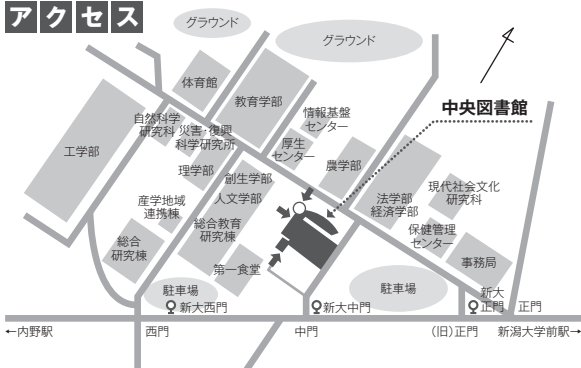 アクセス
グラウンド
グラウンド
体育館
教育学部
自然科学
研究科
災害・復興
科学研究所
情報基盤
センター
中央図書館
工学部
厚生
センター
農学部
理学部
創生学部
人文学部
法学部
経済学部
現代社会文化
研究科
産学地域
連携棟
総合教育
研究棟
保健管理
センター
総合
研究棟
第一食堂
事務局
駐車場
駐車場
新大西門
新大中門
新大
正門
正門
←内野駅
西門
中門
(旧)正門
新潟大学前駅→